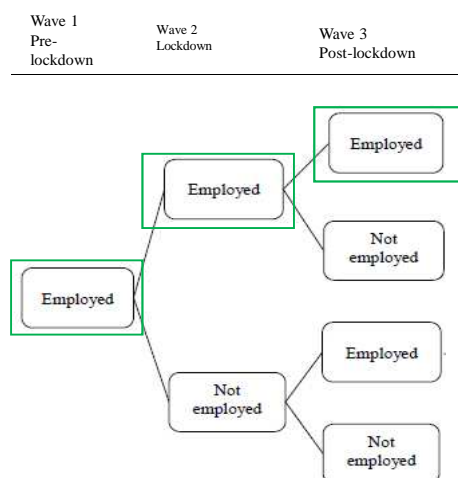 Wave 1
Pre-
lockdown
Wave 2
Lockdown
Wave 3
Post-lockdown
Employed
Employed
Not
employed
Employed
Employed
Not
employed
Not
employed